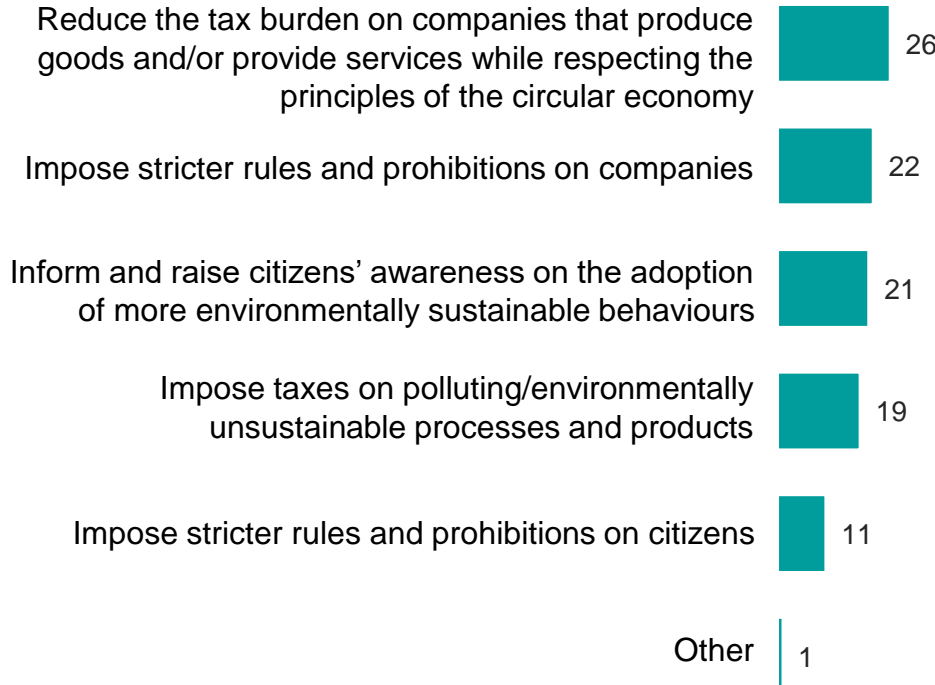 Reduce the tax burden on companies that produce
goods and/or provide services while respecting the
principles of the circular economy
26
Impose stricter rules and prohibitions on companies
22
Inform and raise citizens’ awareness on the adoption
of more environmentally sustainable behaviours
21
Impose taxes on polluting/environmentally
unsustainable processes and products
19
Impose stricter rules and prohibitions on citizens
11
Other
1